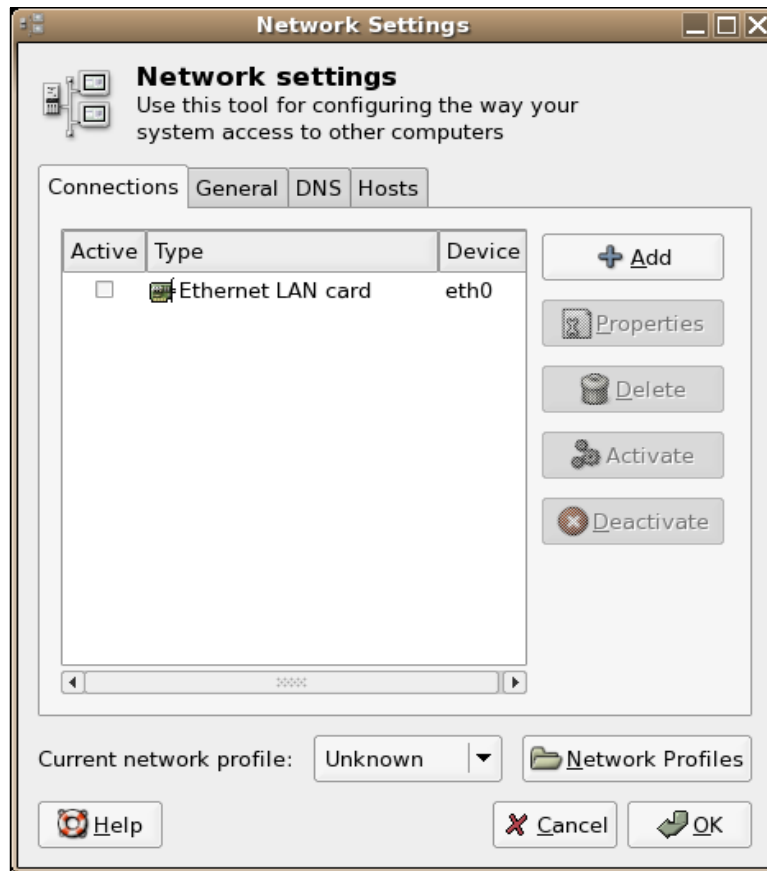 Network Settings
Network settings
Use this tool for configuring the way your
system access to other computers
Connections General DNS Hosts
Active Type Device
Ethernet LAN card eth0
Add
Properties
Delete
Activate
Deactivate
Current network profile: Unknown Network Profiles
Help Cancel OK